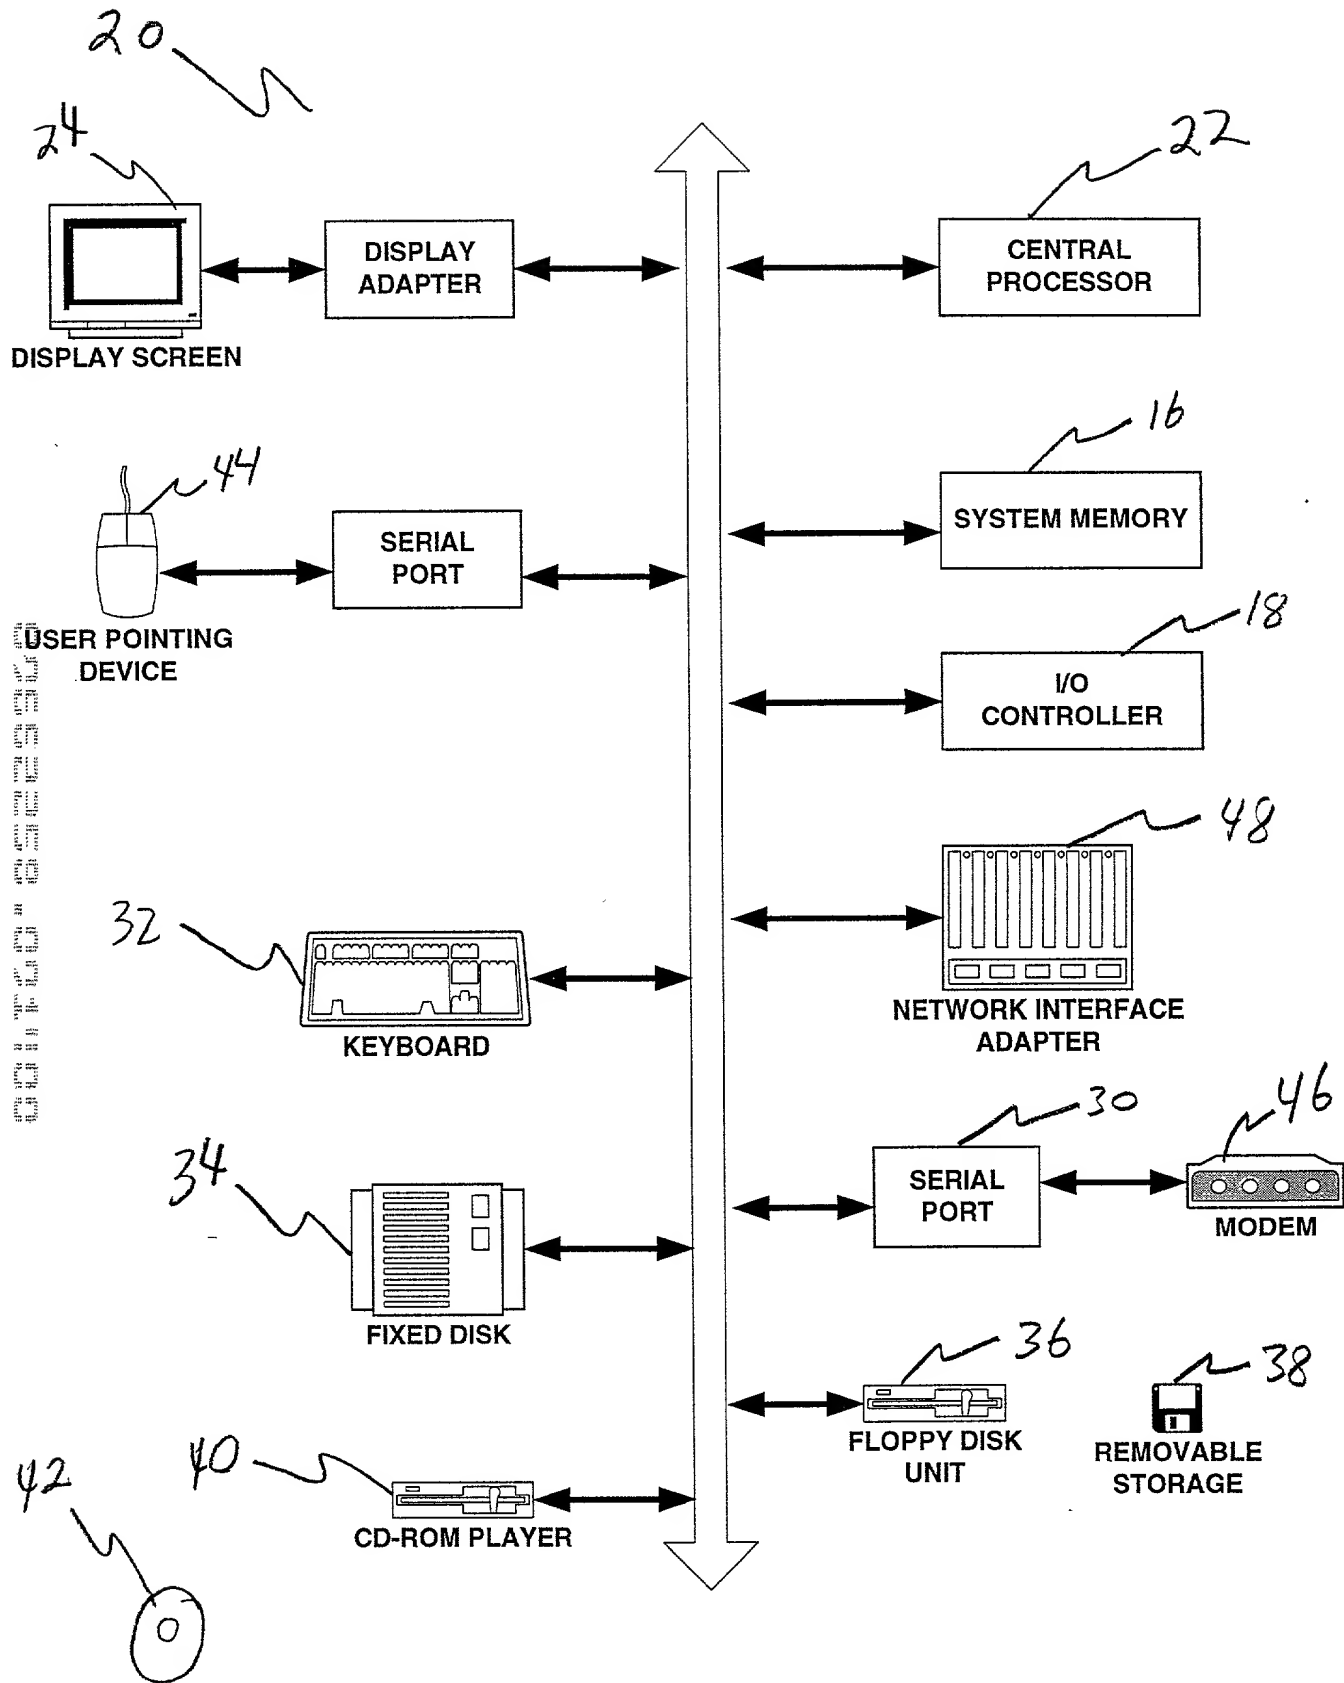 20
24
22
DISPLAY
ADAPTER
CENTRAL
PROCESSOR
DISPLAY SCREEN
16
44
SYSTEM MEMORY
SERIAL
PORT
18
USER POINTING
DEVICE
I/O
CONTROLLER
48
32
NETWORK INTERFACE
ADAPTER
KEYBOARD
30
46
34
SERIAL
PORT
MODEM
FIXED DISK
36
38
FLOPPY DISK
UNIT
REMOVABLE
STORAGE
40
42
CD-ROM PLAYER